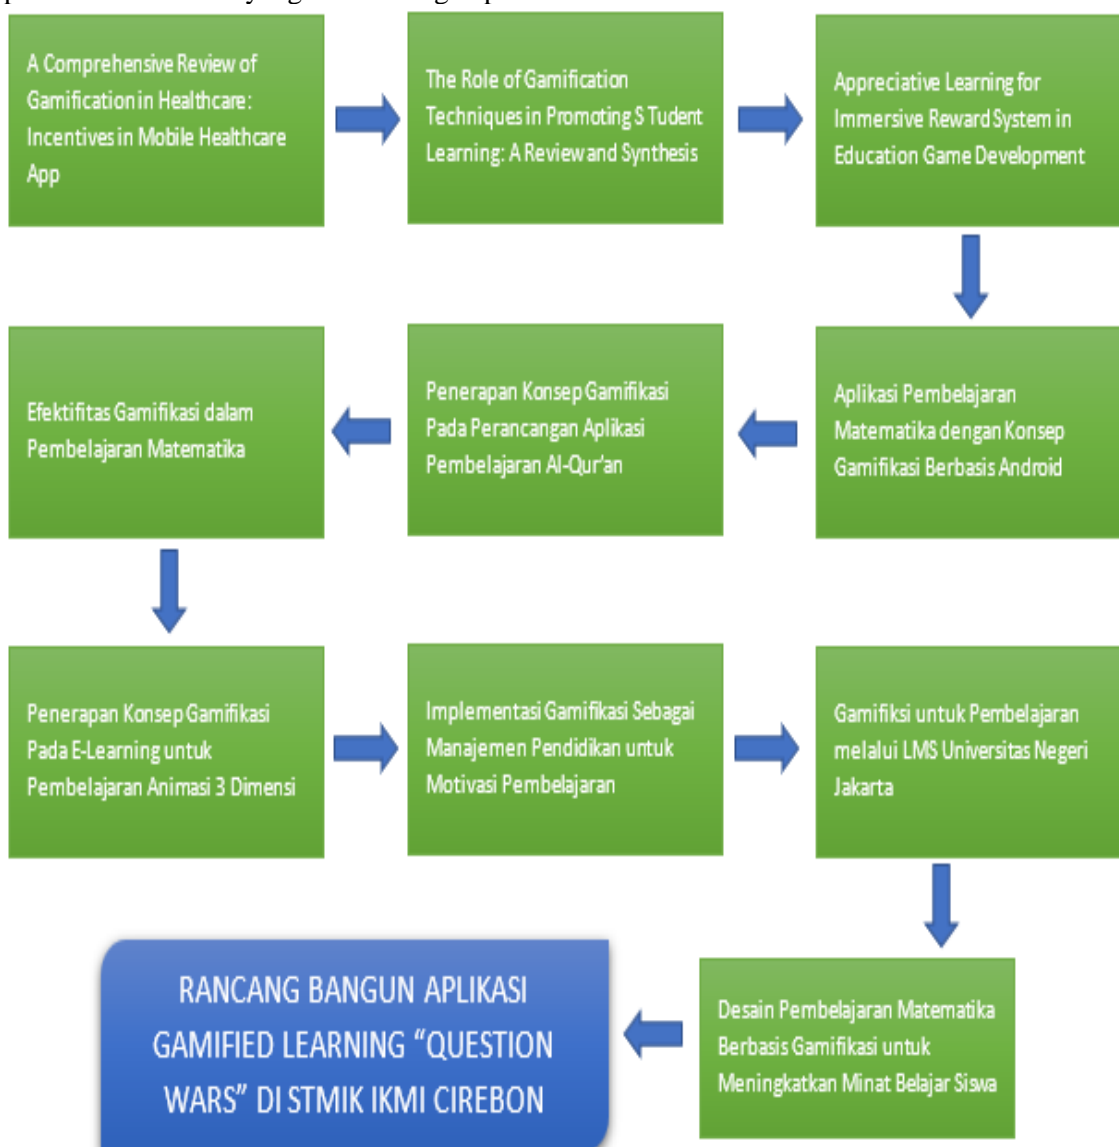 A Comprehensive Review of
Gamification in Healthcare:
Incentives in Mobile Healthcare
App
The Role of Gamification
Techniques in Promoting S Tudent
Learning: A Review and Synthesis
Appreciative Learning for
Immersive Reward System in
Education Game Development
Aplikasi Pembelajaran
Matematika dengan Konsep
Gamifikasi Berbasis Android
Penerapan Konsep Gamifikasi
Pada Perancangan Aplikasi
Pembelajaran Al-Qur'an
Efektifitas Gamifikasi dalam
Pembelajaran Matematika
Penerapan Konsep Gamifikasi
Pada E-Learning untuk
Pembelajaran Animasi 3 Dimensi
Implementasi Gamifikasi Sebagai
Manajemen Pendidikan untuk
Motivasi Pembelajaran
Gamifiksi untuk Pembelajaran
melalui LMS Universitas Negeri
Jakarta
Desain Pembelajaran Matematika
Berbasis Gamifikasi untuk
Meningkatkan Minat Belajar Siswa
RANCANG BANGUN APLIKASI
GAMIFIED LEARNING "QUESTION
WARS" DI STMIK IKMI CIREBON